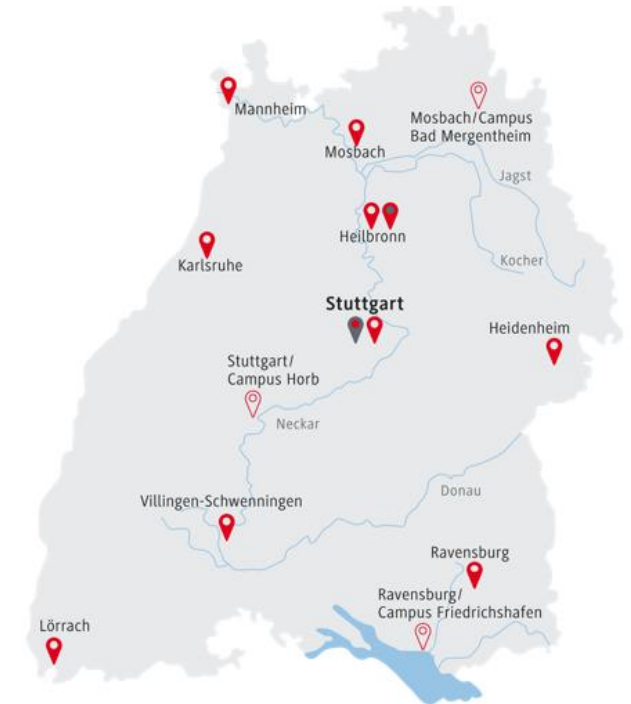 Mannheim
Mosbach/Campus
Bad Mergentheim
Mosbach
Jagst
Heilbronn
Karlsruhe
Kocher
Stuttgart
Heidenheim
Stuttgart/
Campus Horb
Neckar
Villingen-Schwenningen
Donau
Ravensburg
Ravensburg/
Campus Friedrichshafen
Lörrach